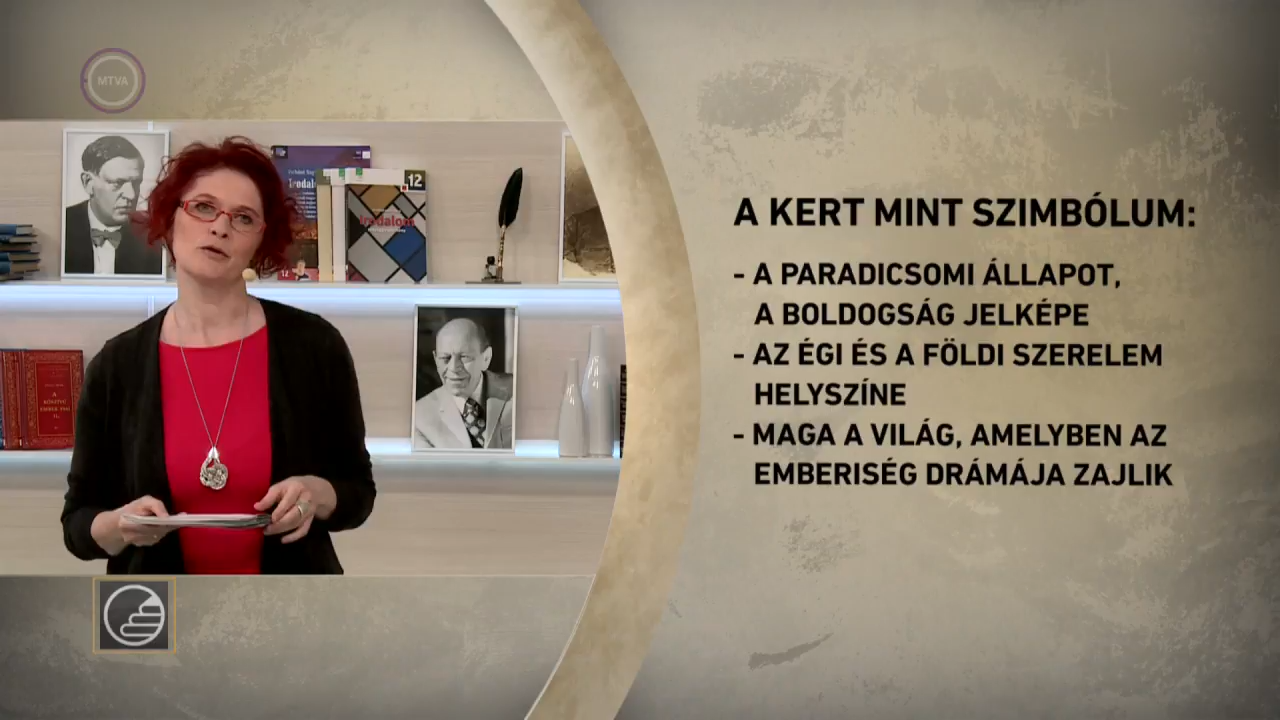 MTVA
Irodal
12
Irodalom
A KERT MINT SZIMBÓLUM:
- A PARADICSOMI ÁLLAPOT,
A BOLDOGSÁG JELKÉPE
- AZ ÉGI ÉS A FÖLDI SZERELEM
HELYSZÍNE
- MAGA A VILÁG, AMELYBEN AZ
EMBERISÉG DRÁMÁJA ZAJLIK